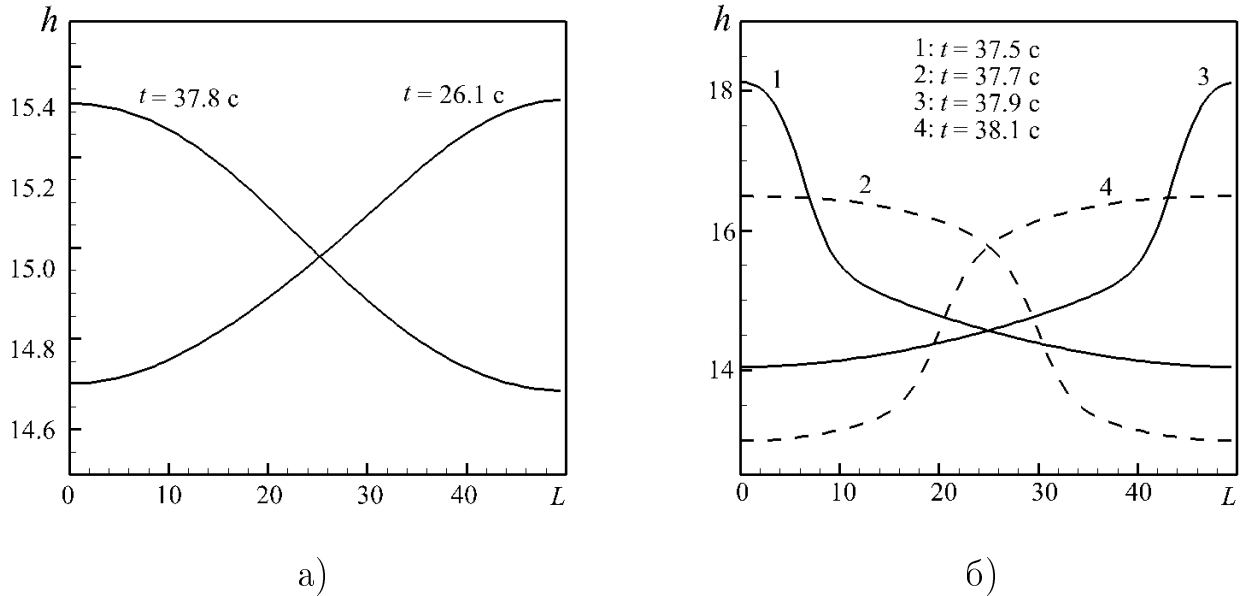 h
t = 37.8 с
t = 26.1 с
15.4
15.2
15.0
14.8
14.6
0 10 20 30 40 L
а)
h
1: t = 37.5 с
2: t = 37.7 с
3: t = 37.9 с
4: t = 38.1 с
1
3
2
4
18
16
14
0 10 20 30 40 L
б)